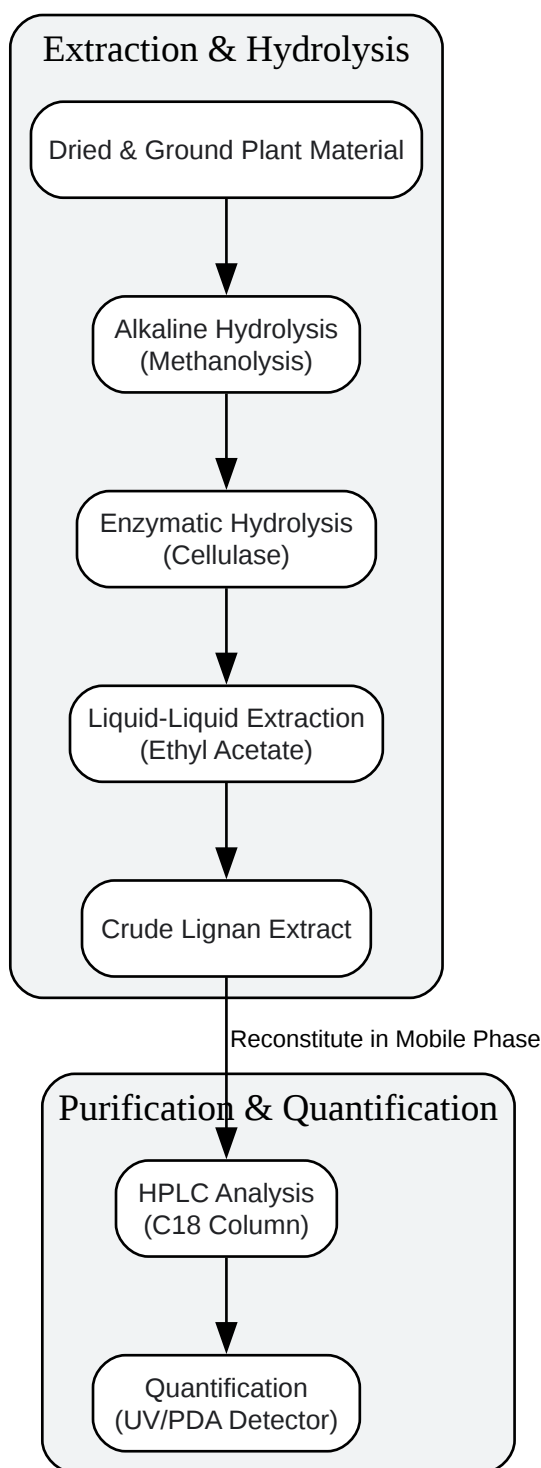 Extraction & Hydrolysis
Dried & Ground Plant Material
Alkaline Hydrolysis
(Methanolysis)
Enzymatic Hydrolysis
(Cellulase)
Liquid-Liquid Extraction
(Ethyl Acetate)
Crude Lignan Extract
Reconstitute in Mobile Phase
Purification & Quantification
HPLC Analysis
(C18 Column)
Quantification
(UV/PDA Detector)